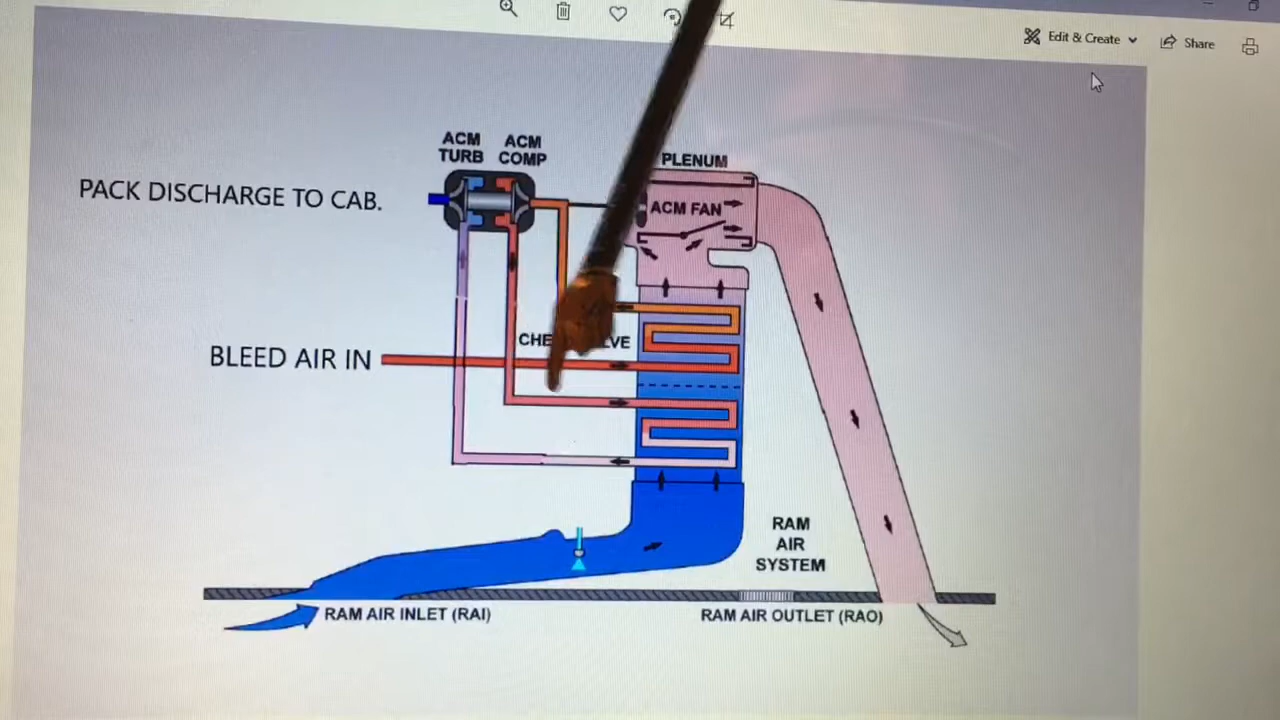 Edit & Create
Share
ACM
TURB
ACM
COMP
PLENUM
PACK DISCHARGE TO CAB.
ACM FAN
BLEED AIR IN
RAM
AIR
SYSTEM
RAM AIR INLET (RAI)
RAM AIR OUTLET (RAO)